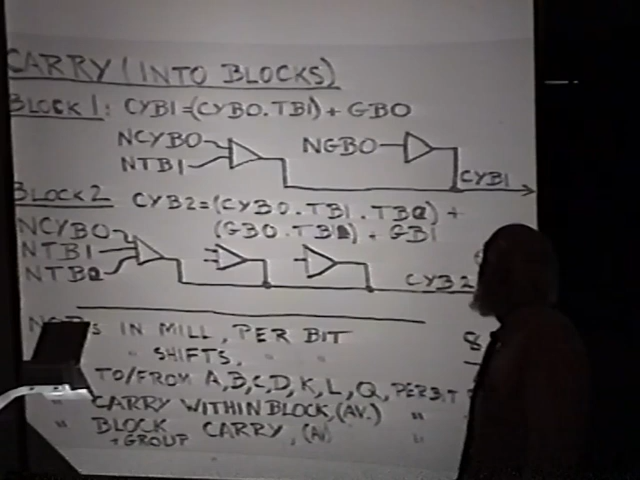 CARRY (INTO BLOCKS)
BLOCK 1: CYB1=(CYB0.TB1) + GB0
NCYB0 NGB0
NTB1
CYB1
BLOCK 2 CYB2=(CYB0.TB1.TB2) +
(GB0.TB2) + GB1
NCYB0
NTB1
NTB2
CYB2
IN MILL, PER BIT 8
" SHIFTS, " "
TO/FROM A,B,C,D,K,L,Q, PER BIT
" CARRY WITHIN BLOCK,(AV.) "
" BLOCK CARRY, (AV "
+ GROUP